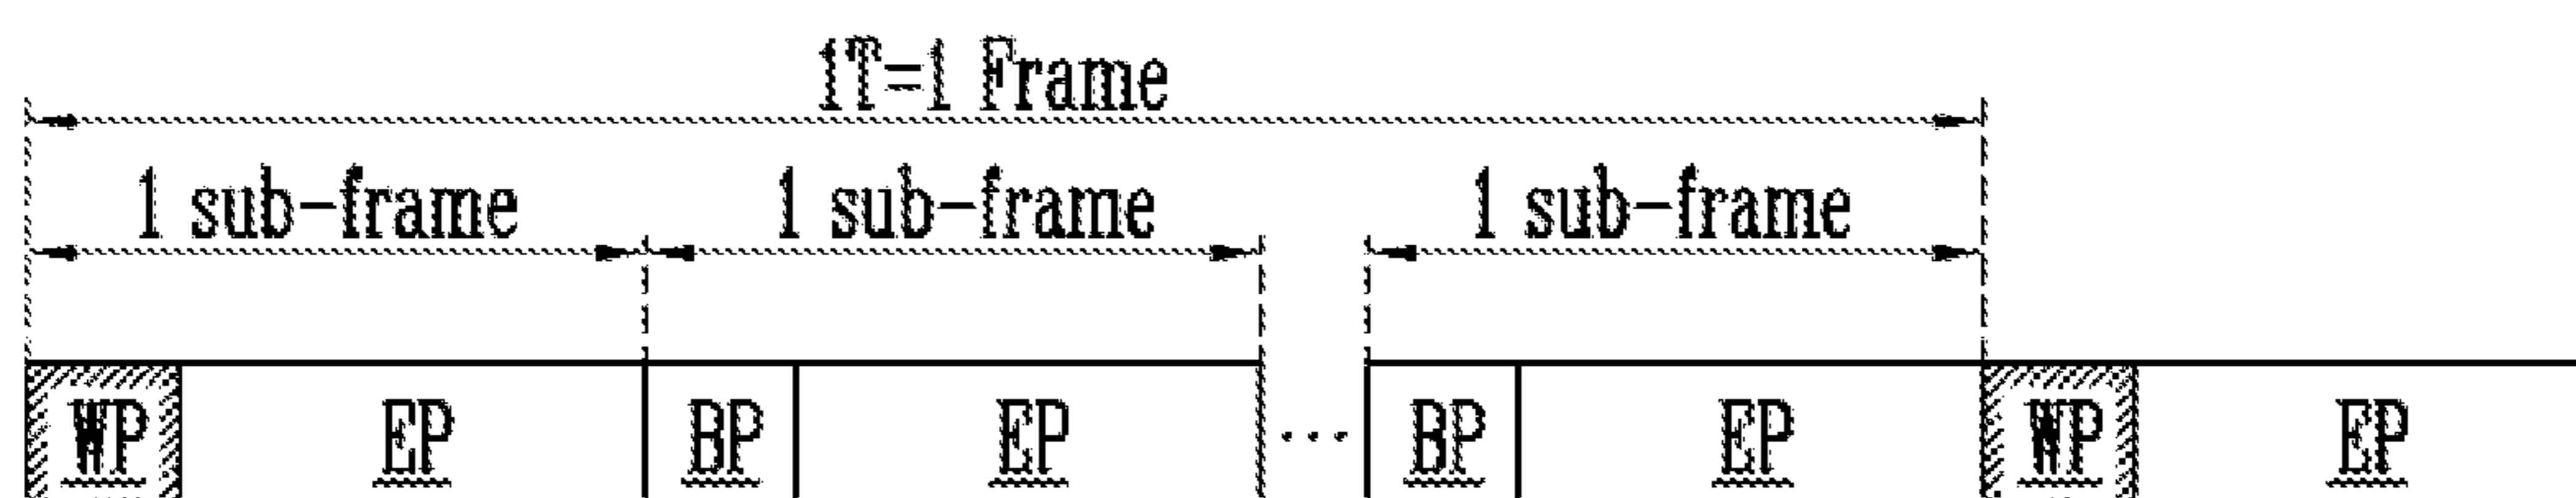 1T=1 Frame
1 sub-frame 1 sub-frame 1 sub-frame
WP EP BP EP ... BP EP WP EP